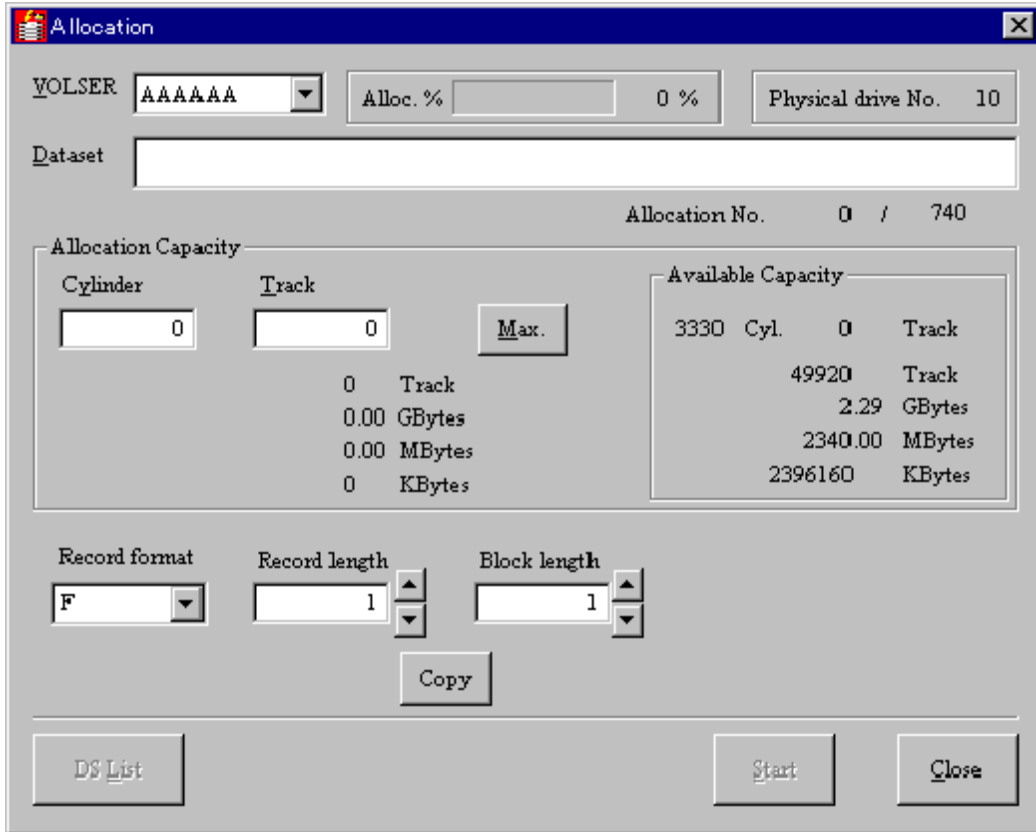 Allocation
VOLSER AAAAAA Alloc. % 0 % Physical drive No. 10
Dataset
Allocation No. 0 / 740
Allocation Capacity
Cylinder Track Available Capacity
0 0 Max. 3330 Cyl. 0 Track
0 Track 49920 Track
0.00 GBytes 2.29 GBytes
0.00 MBytes 2340.00 MBytes
0 KBytes 2396160 KBytes
Record format Record length Block length
F 1 1
Copy
DS List Start Close